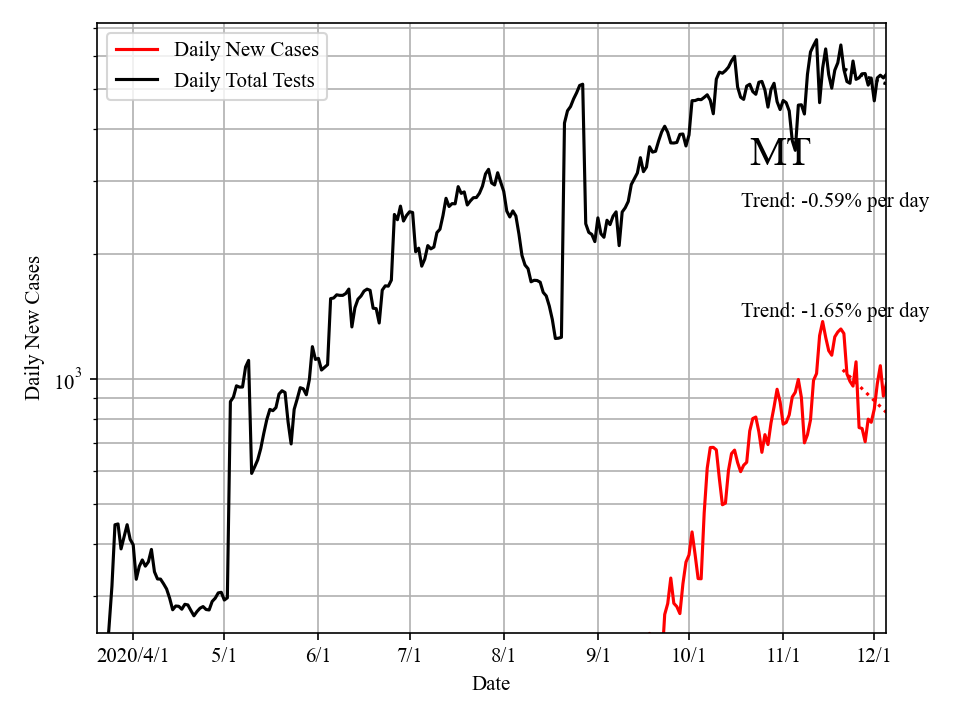 Daily New Cases
Daily Total Tests
MT
Trend: -0.59% per day
Trend: -1.65% per day
Daily New Cases
10³
2020/4/1 5/1 6/1 7/1 8/1 9/1 10/1 11/1 12/1
Date